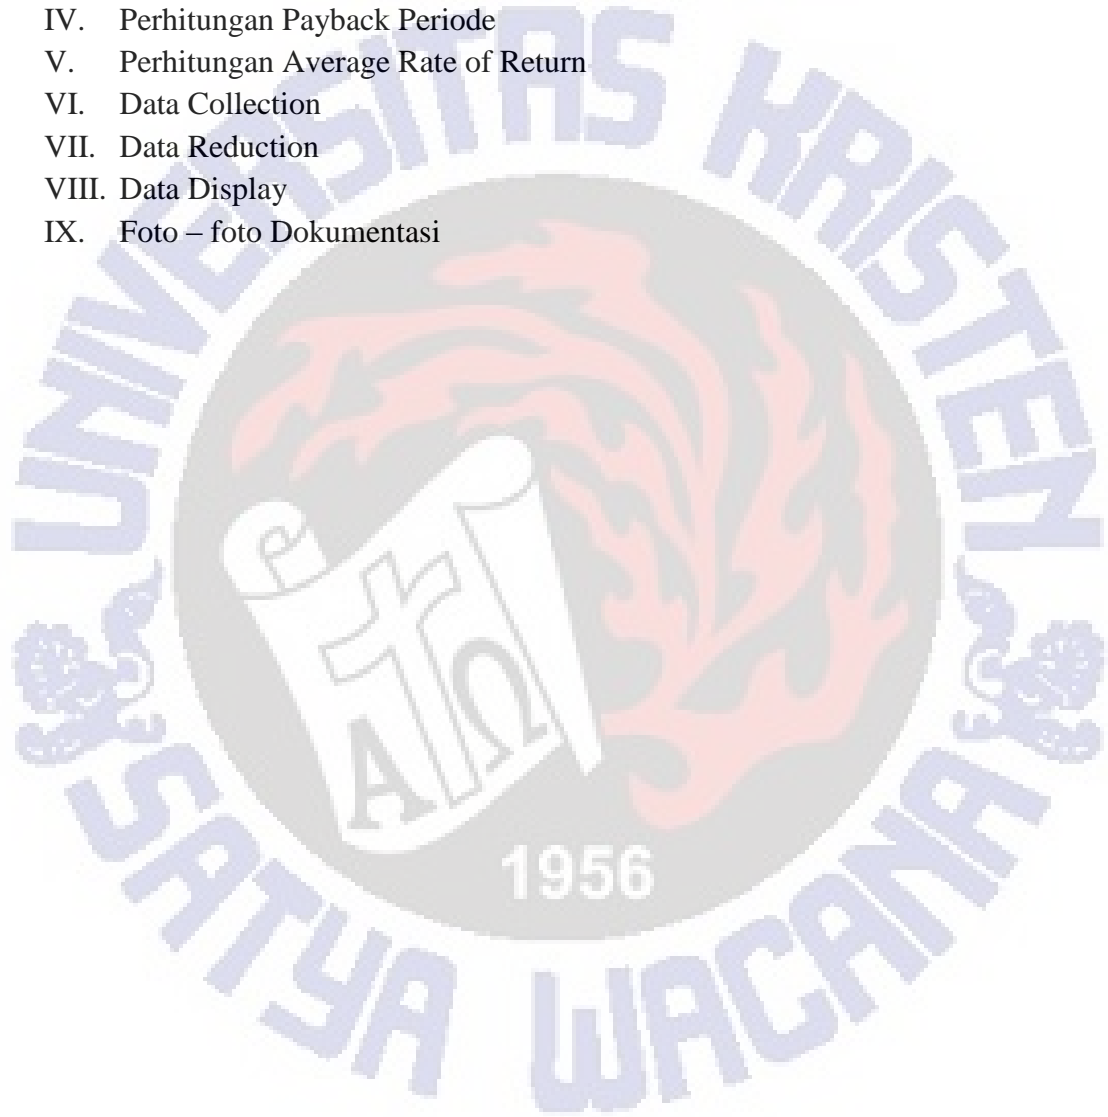 IV. Perhitungan Payback Periode
V. Perhitungan Average Rate of Return
VI. Data Collection
VII. Data Reduction
VIII. Data Display
IX. Foto – foto Dokumentasi
UNIVERSITAS KRISTEN
Α Ω
1956
SATYA WACANA